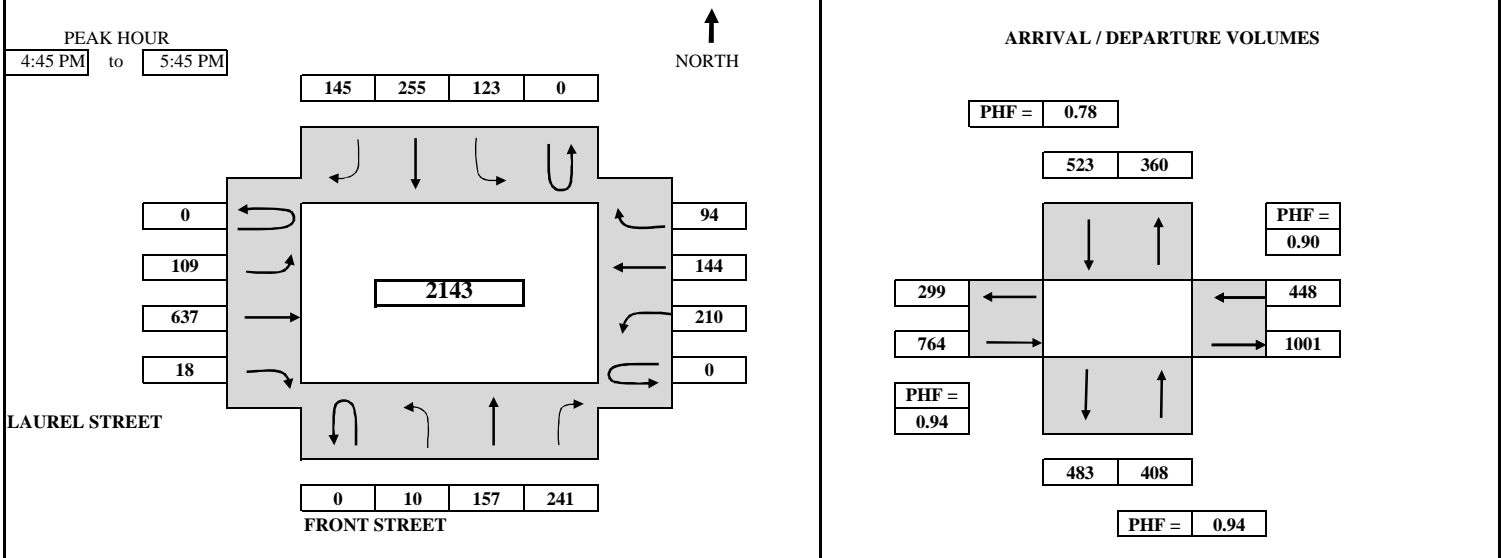 PEAK HOUR
4:45 PM to 5:45 PM
NORTH
145 255 123 0
0
109
637
18
94
144
210
0
2143
LAUREL STREET
0 10 157 241
FRONT STREET
ARRIVAL / DEPARTURE VOLUMES
PHF = 0.78
523 360
PHF =
0.90
299
764
448
1001
PHF =
0.94
483 408
PHF = 0.94